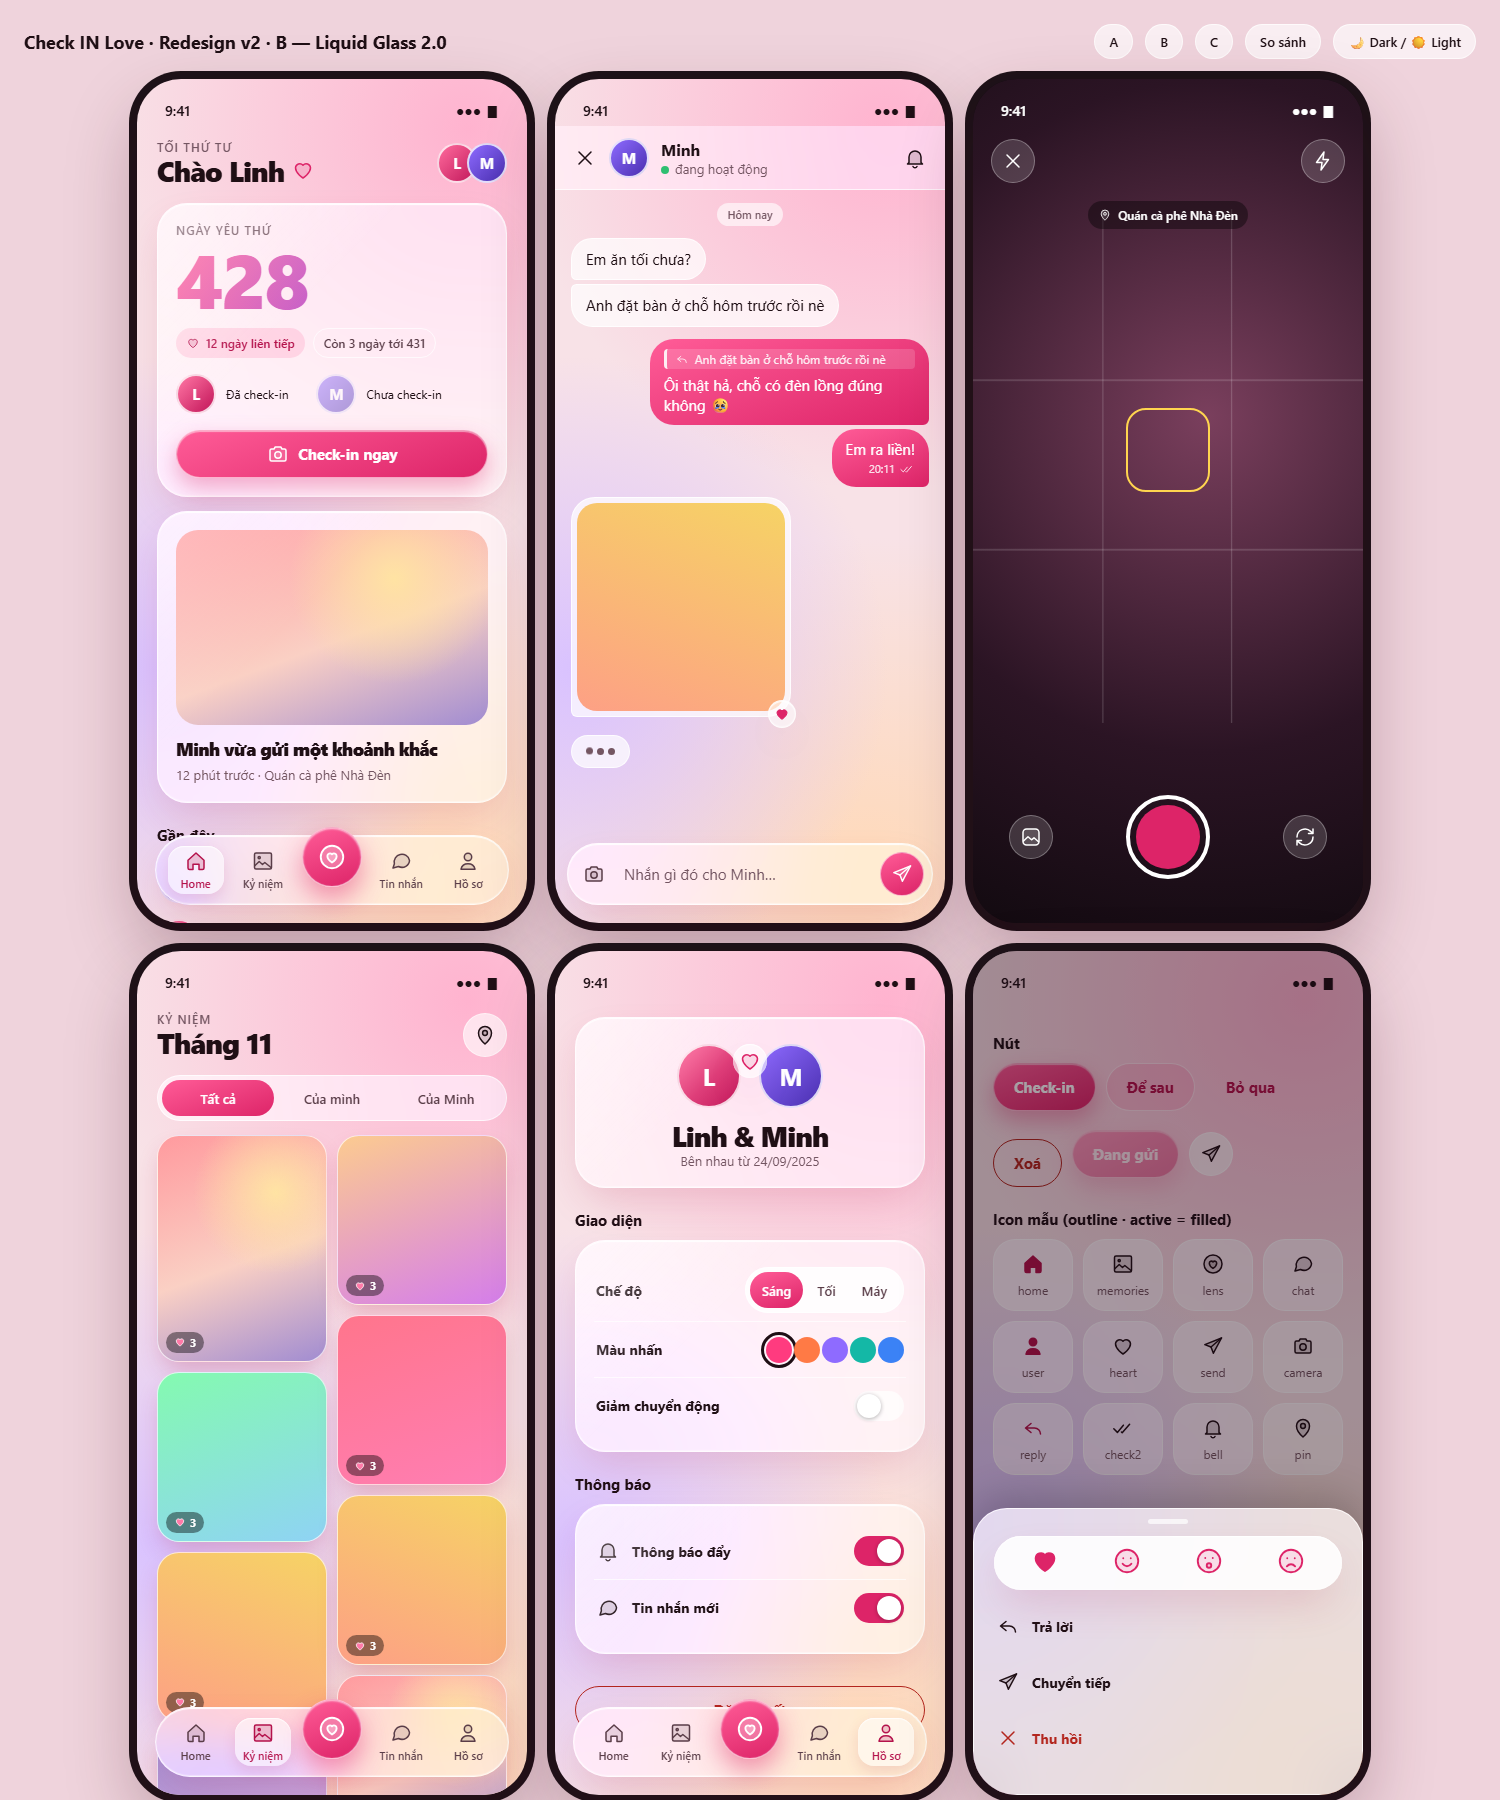 Check IN Love · Redesign v2 · B — Liquid Glass 2.0
A
B
C
So sánh
🌙 Dark / 🌞 Light
9:41
TỐI THỨ TƯ
Chào Linh
L
M
NGÀY YÊU THỨ
428
12 ngày liên tiếp
Còn 3 ngày tới 431
L
Đã check-in
M
Chưa check-in
Check-in ngay
Minh vừa gửi một khoảnh khắc
12 phút trước · Quán cà phê Nhà Đèn
Gần đây
Home
Kỷ niệm
Tin nhắn
Hồ sơ
9:41
M
Minh
đang hoạt động
Hôm nay
Em ăn tối chưa?
Anh đặt bàn ở chỗ hôm trước rồi nè
Anh đặt bàn ở chỗ hôm trước rồi nè
Ôi thật hả, chỗ có đèn lồng đúng
không 🥹
Em ra liền!
20:11
Nhắn gì đó cho Minh...
9:41
Quán cà phê Nhà Đèn
9:41
KỶ NIỆM
Tháng 11
Tất cả
Của mình
Của Minh
3
3
3
3
3
3
Home
Kỷ niệm
Tin nhắn
Hồ sơ
9:41
L
M
Linh & Minh
Bên nhau từ 24/09/2025
Giao diện
Chế độ
Sáng
Tối
Máy
Màu nhấn
Giảm chuyển động
Thông báo
Thông báo đẩy
Tin nhắn mới
Home
Kỷ niệm
Tin nhắn
Hồ sơ
9:41
Nút
Check-in
Để sau
Bỏ qua
Xoá
Đang gửi
Icon mẫu (outline · active = filled)
home
memories
lens
chat
user
heart
send
camera
reply
check2
bell
pin
Trả lời
Chuyển tiếp
Thu hồi